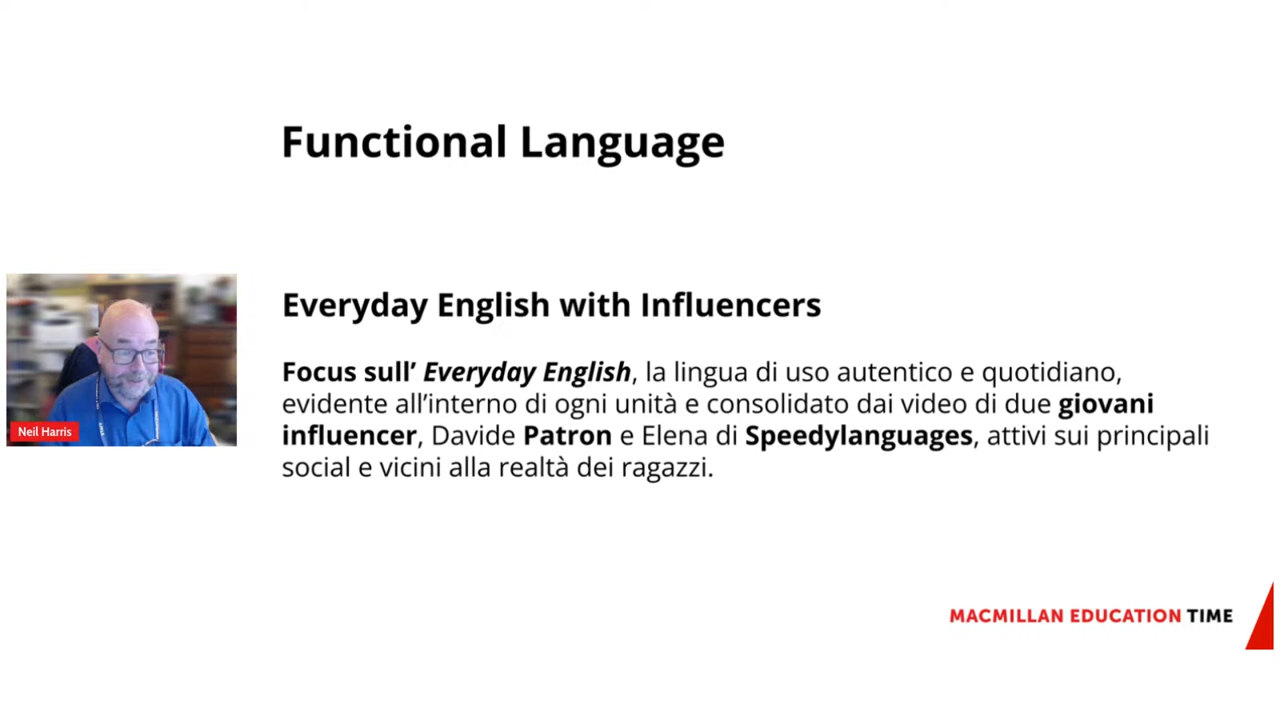 Functional Language
Everyday English with Influencers
Focus sull’ Everyday English, la lingua di uso autentico e quotidiano,
evidente all’interno di ogni unità e consolidato dai video di due giovani
influencer, Davide Patron e Elena di Speedylanguages, attivi sui principali
social e vicini alla realtà dei ragazzi.
Neil Harris
MACMILLAN EDUCATION TIME